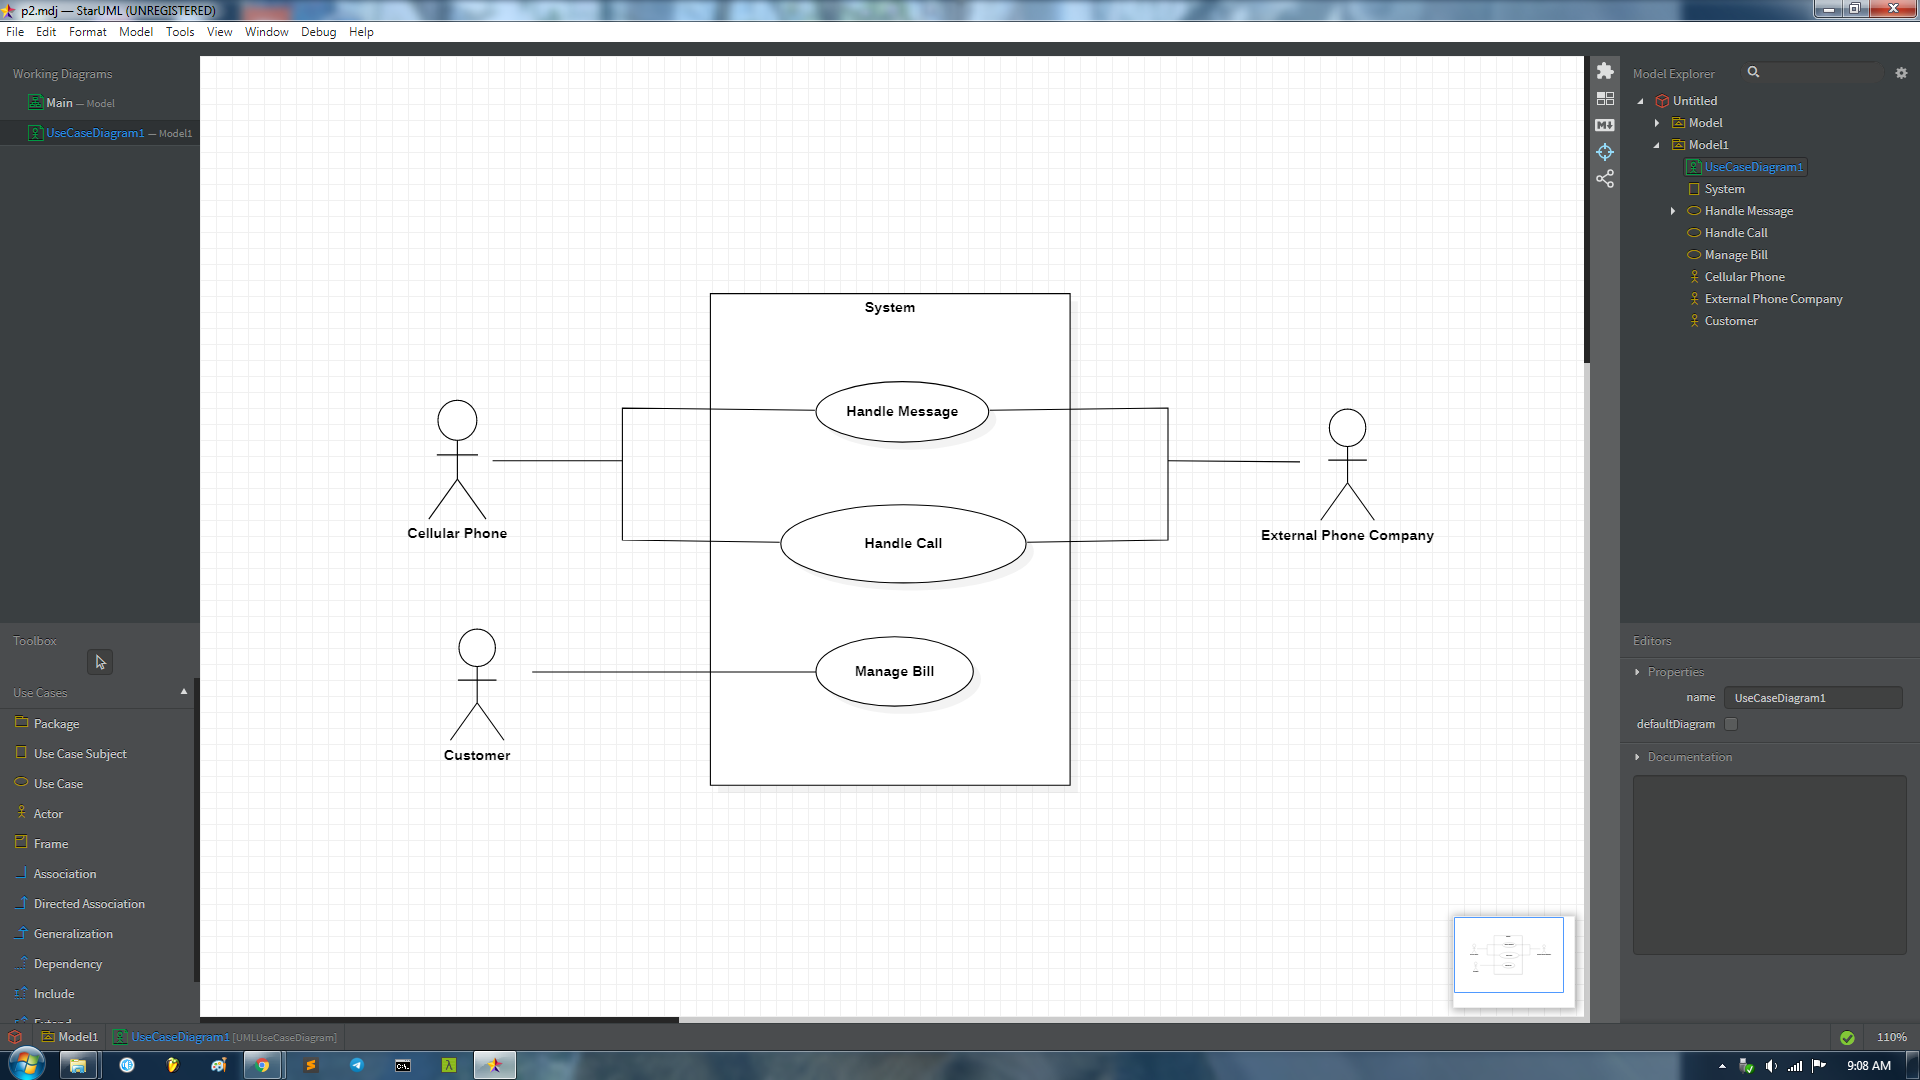 p2.mdj — StarUML (UNREGISTERED)
File Edit Format Model Tools View Window Debug Help
Working Diagrams
Main — Model
UseCaseDiagram1 — Model1
Toolbox
Use Cases
Package
Use Case Subject
Use Case
Actor
Frame
Association
Directed Association
Generalization
Dependency
Include
Extend
System
Handle Message
Handle Call
Manage Bill
Cellular Phone
External Phone Company
Customer
Model Explorer
Untitled
Model
Model1
UseCaseDiagram1
System
Handle Message
Handle Call
Manage Bill
Cellular Phone
External Phone Company
Customer
Editors
Properties
name UseCaseDiagram1
defaultDiagram
Documentation
Model1 UseCaseDiagram1 [UMLUseCaseDiagram]
110%
9:08 AM